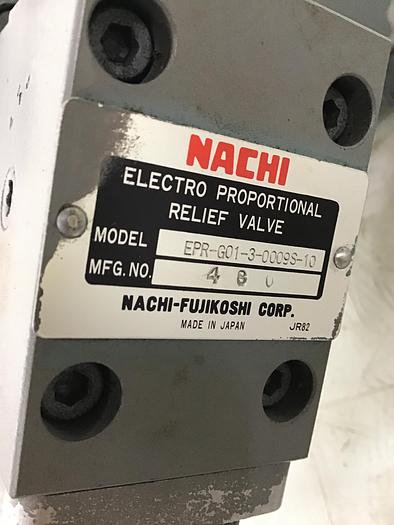 NACHI
ELECTRO PROPORTIONAL
RELIEF VALVE
MODEL EPR-G01-3-0009S-10
MFG. NO.
NACHI-FUJIKOSHI CORP.
MADE IN JAPAN JR82